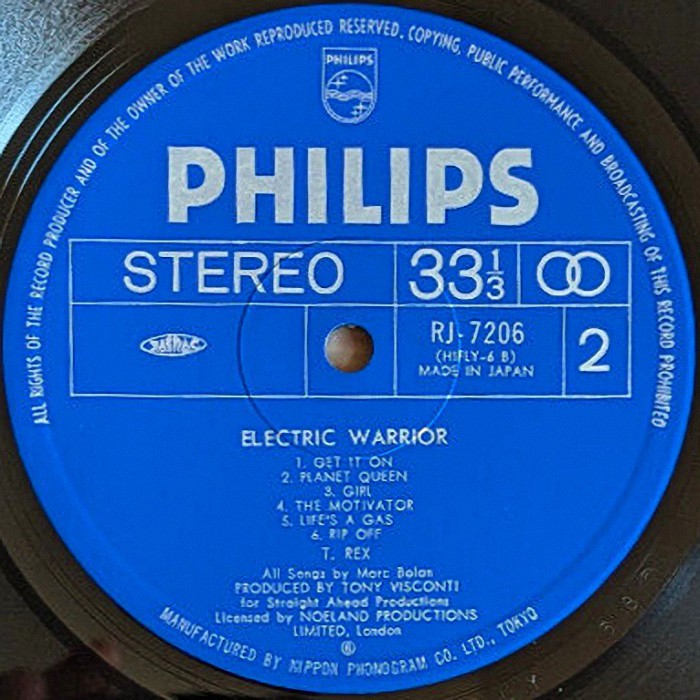 ALL RIGHTS OF THE RECORD PRODUCER AND OF THE OWNER OF THE WORK REPRODUCED RESERVED. COPYING, PUBLIC PERFORMANCE AND BROADCASTING OF THIS RECORD PROHIBITED
PHILIPS
PHILIPS
STEREO
33 1/3
RJ-7206
(HIFLY-6 B)
MADE IN JAPAN
2
ELECTRIC WARRIOR
1. GET IT ON
2. PLANET QUEEN
3. GIRL
4. THE MOTIVATOR
5. LIFE'S A GAS
6. RIP OFF
T. REX
All Songs by Marc Bolan
PRODUCED BY TONY VISCONTI
for Straight Ahead Productions
Licensed by NOELAND PRODUCTIONS
LIMITED, London
MANUFACTURED BY NIPPON PHONOGRAM CO. LTD., TOKYO